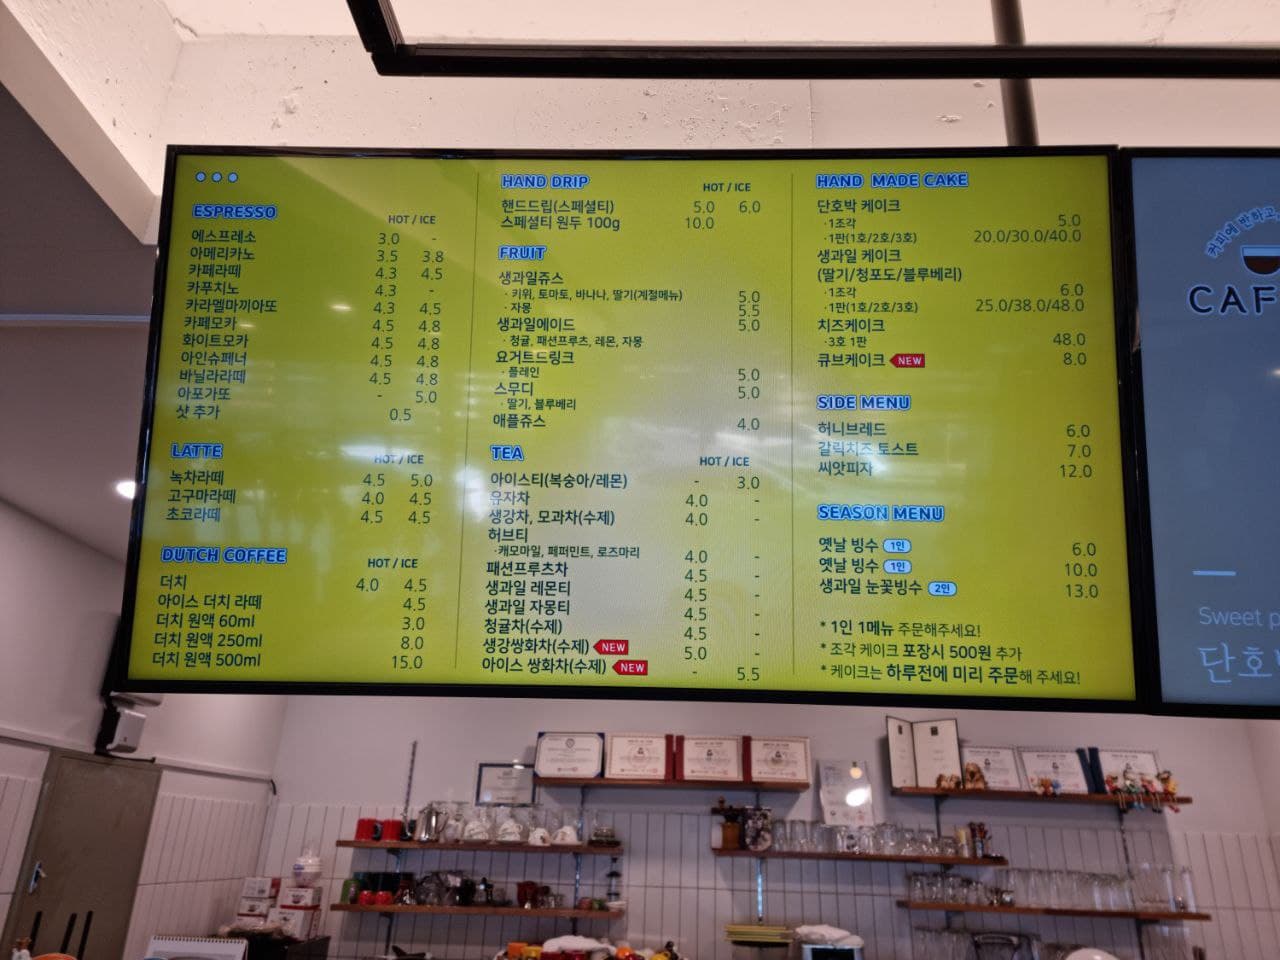 ESPRESSO HOT / ICE
에스프레소 3.0 -
아메리카노 3.5 3.8
카페라떼 4.3 4.5
카푸치노 4.3 -
카라멜마끼아또 4.3 4.5
카페모카 4.5 4.8
화이트모카 4.5 4.8
아인슈페너 4.5 4.8
바닐라라떼 4.5 4.8
아포가또 - 5.0
샷 추가 0.5
LATTE HOT / ICE
녹차라떼 4.5 5.0
고구마라떼 4.0 4.5
초코라떼 4.5 4.5
DUTCH COFFEE HOT / ICE
더치 4.0 4.5
아이스 더치 라떼 4.5
더치 원액 60ml 3.0
더치 원액 250ml 8.0
더치 원액 500ml 15.0
HAND DRIP HOT / ICE
핸드드립(스페셜티) 5.0 6.0
스페셜티 원두 100g 10.0
FRUIT
생과일쥬스
· 키위, 토마토, 바나나, 딸기(계절메뉴) 5.0
· 자몽 5.5
생과일에이드 5.0
· 청귤, 패션프루츠, 레몬, 자몽
요거트드링크
· 플레인 5.0
스무디 5.0
· 딸기, 블루베리
애플쥬스 4.0
TEA HOT / ICE
아이스티(복숭아/레몬) - 3.0
유자차 4.0 -
생강차, 모과차(수제) 4.0 -
허브티
·캐모마일, 페퍼민트, 로즈마리 4.0 -
패션프루츠차 4.5 -
생과일 레몬티 4.5 -
생과일 자몽티 4.5 -
청귤차(수제) 4.5 -
생강쌍화차(수제) NEW 5.0 -
아이스 쌍화차(수제) NEW - 5.5
HAND MADE CAKE
단호박 케이크
·1조각 5.0
·1판(1호/2호/3호) 20.0/30.0/40.0
생과일 케이크
(딸기/청포도/블루베리)
·1조각 6.0
·1판(1호/2호/3호) 25.0/38.0/48.0
치즈케이크
·3호 1판 48.0
큐브케이크 NEW 8.0
SIDE MENU
허니브레드 6.0
갈릭치즈 토스트 7.0
씨앗피자 12.0
SEASON MENU
옛날 빙수 1인 6.0
옛날 빙수 1인 10.0
생과일 눈꽃빙수 2인 13.0
* 1인 1메뉴 주문해주세요!
* 조각 케이크 포장시 500원 추가
* 케이크는 하루전에 미리 주문해 주세요!
커피에 반하고
CAF
Sweet p
단호